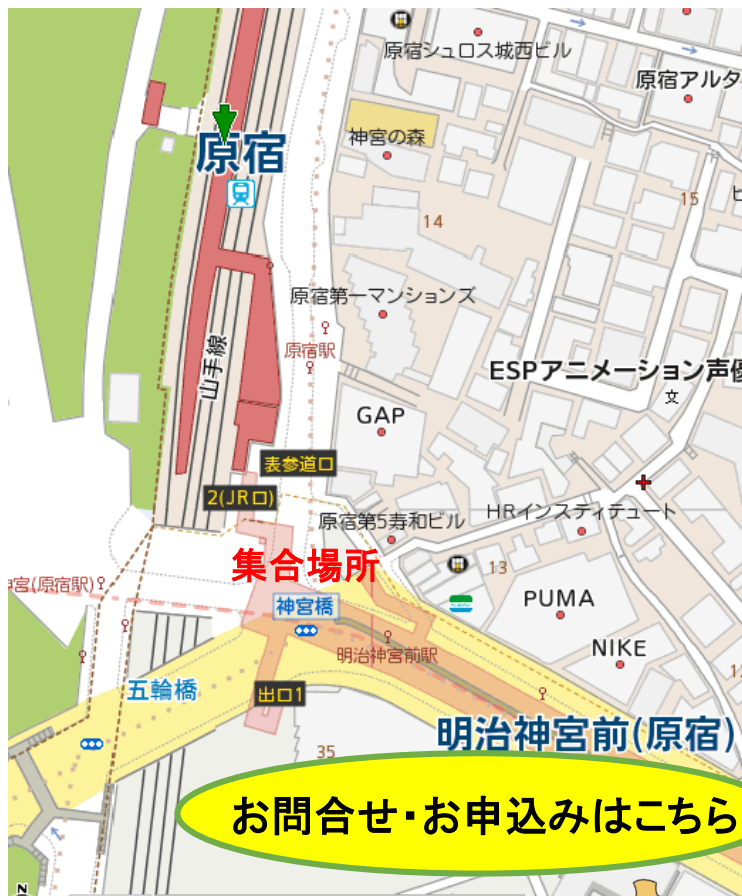 原宿シュロス城西ビル
原宿アルタ
神宮の森
原宿
15
14
原宿第一マンションズ
原宿駅
山手線
ESPアニメーション声優
文
GAP
表参道口
2(JR口)
原宿第5寿和ビル
HRインスティテュート
集合場所
13
宮(原宿駅)
神宮橋
PUMA
明治神宮前駅
NIKE
五輪橋
出口1
明治神宮前(原宿)
35
お問合せ・お申込みはこちら